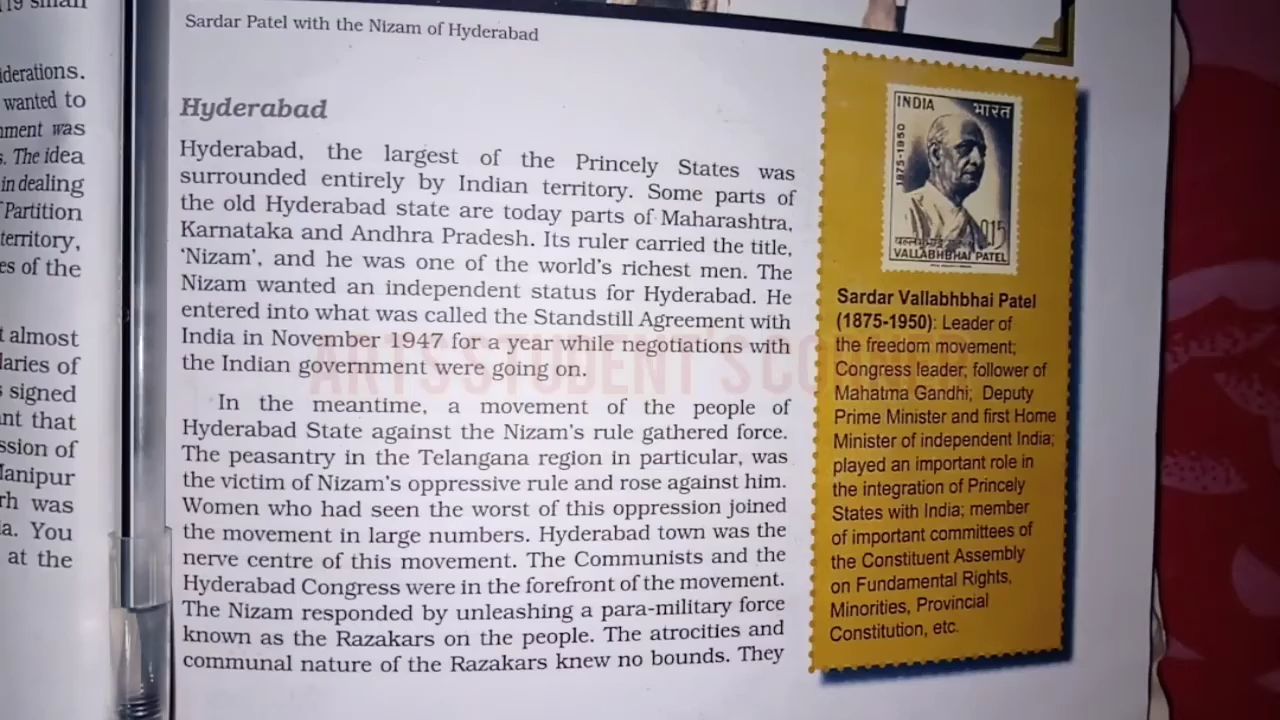 19 small
iderations.
wanted to
nment was
s. The idea
in dealing
Partition
territory,
es of the
t almost
laries of
signed
nt that
ssion of
Manipur
rh was
a. You
at the
Sardar Patel with the Nizam of Hyderabad
Hyderabad
Hyderabad, the largest of the Princely States was
surrounded entirely by Indian territory. Some parts of
the old Hyderabad state are today parts of Maharashtra,
Karnataka and Andhra Pradesh. Its ruler carried the title,
‘Nizam’, and he was one of the world’s richest men. The
Nizam wanted an independent status for Hyderabad. He
entered into what was called the Standstill Agreement with
India in November 1947 for a year while negotiations with
the Indian government were going on.
In the meantime, a movement of the people of
Hyderabad State against the Nizam’s rule gathered force.
The peasantry in the Telangana region in particular, was
the victim of Nizam’s oppressive rule and rose against him.
Women who had seen the worst of this oppression joined
the movement in large numbers. Hyderabad town was the
nerve centre of this movement. The Communists and the
Hyderabad Congress were in the forefront of the movement.
The Nizam responded by unleashing a para-military force
known as the Razakars on the people. The atrocities and
communal nature of the Razakars knew no bounds. They
ARTS STUDENT'S CORNER
INDIA भारत
1875-1950
015
VALLABHBHAI PATEL
Sardar Vallabhbhai Patel
(1875-1950): Leader of
the freedom movement;
Congress leader; follower of
Mahatma Gandhi; Deputy
Prime Minister and first Home
Minister of independent India;
played an important role in
the integration of Princely
States with India; member
of important committees of
the Constituent Assembly
on Fundamental Rights,
Minorities, Provincial
Constitution, etc.